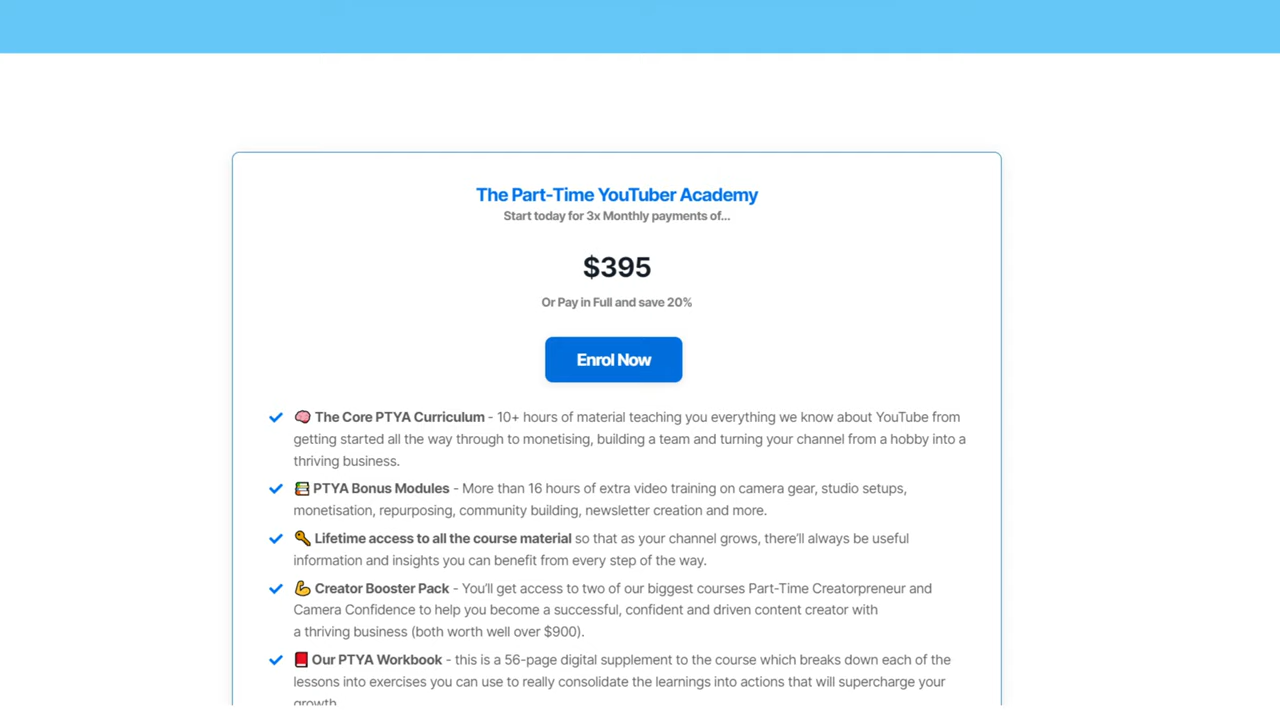 The Part-Time YouTuber Academy
Start today for 3x Monthly payments of...
$395
Or Pay in Full and save 20%
Enrol Now
The Core PTYA Curriculum - 10+ hours of material teaching you everything we know about YouTube from
getting started all the way through to monetising, building a team and turning your channel from a hobby into a
thriving business.
PTYA Bonus Modules - More than 16 hours of extra video training on camera gear, studio setups,
monetisation, repurposing, community building, newsletter creation and more.
Lifetime access to all the course material so that as your channel grows, there'll always be useful
information and insights you can benefit from every step of the way.
Creator Booster Pack - You'll get access to two of our biggest courses Part-Time Creatorpreneur and
Camera Confidence to help you become a successful, confident and driven content creator with
a thriving business (both worth well over $900).
Our PTYA Workbook - this is a 56-page digital supplement to the course which breaks down each of the
lessons into exercises you can use to really consolidate the learnings into actions that will supercharge your
growth.